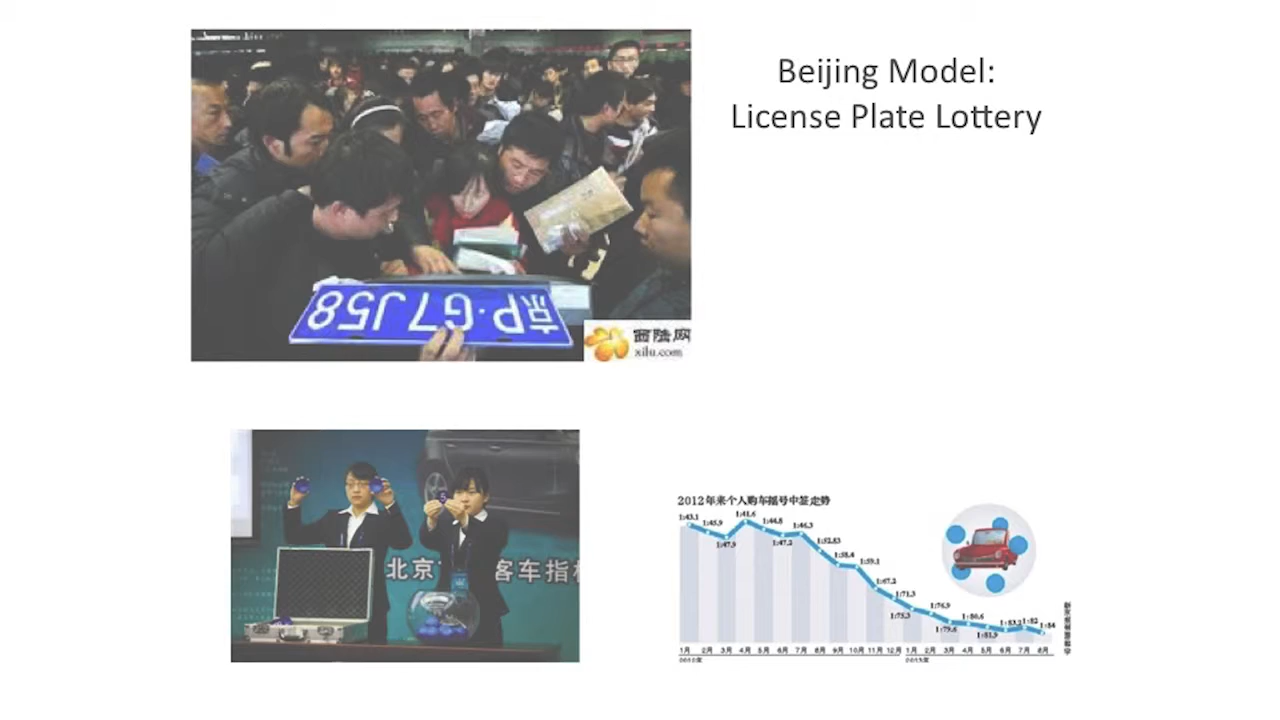 Beijing Model:
License Plate Lottery
京P·G7J58
西陆网
xilu.com
北京
客车指
2012年来个人购车摇号中签走势
1:43.1 1:45.9 1:47.9 1:41.6 1:44.8 1:47.2 1:46.3 1:52.83 1:58.4 1:59.1 1:67.2 1:71.3 1:75.3 1:76.9 1:79.6 1:80.6 1:81.9 1:82 1:84
1月 2月 3月 4月 5月 6月 7月 8月 9月 10月 11月 12月 1月 2月 3月 4月 5月 6月 7月 8月